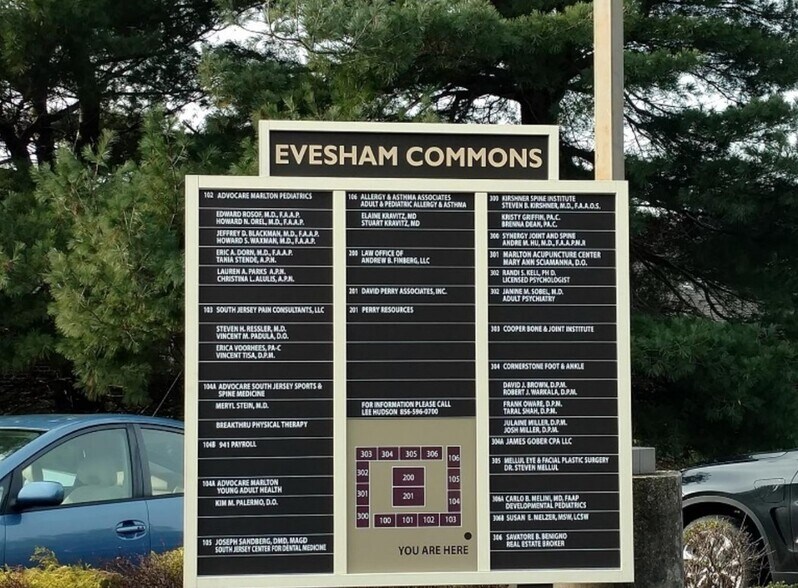 EVESHAM COMMONS
102 ADVOCARE MARLTON PEDIATRICS
EDWARD ROSOF, M.D., F.A.A.P.
HOWARD N. OREL, M.D., F.A.A.P.
JEFFREY D. BLACKMAN, M.D., F.A.A.P.
HOWARD S. WAXMAN, M.D., F.A.A.P.
ERIC A. DORN, M.D., F.A.A.P.
TANIA STENDE, A.P.N.
LAUREN A. PARKS A.P.N.
CHRISTINA L. ALULIS, A.P.N.
103 SOUTH JERSEY PAIN CONSULTANTS, LLC
STEVEN H. RESSLER, M.D.
VINCENT M. PADULA, D.O.
ERICA VOORHEES, PA-C
VINCENT TISA, D.P.M.
104A ADVOCARE SOUTH JERSEY SPORTS &
SPINE MEDICINE
MERYL STEIN, M.D.
BREAKTHRU PHYSICAL THERAPY
104B 941 PAYROLL
104A ADVOCARE MARLTON
YOUNG ADULT HEALTH
KIM M. PALERMO, D.O.
105 JOSEPH SANDBERG, DMD, MAGD
SOUTH JERSEY CENTER FOR DENTAL MEDICINE
106 ALLERGY & ASTHMA ASSOCIATES
ADULT & PEDIATRIC ALLERGY & ASTHMA
ELAINE KRAVITZ, MD
STUART KRAVITZ, MD
200 LAW OFFICE OF
ANDREW B. FINBERG, LLC
201 DAVID PERRY ASSOCIATES, INC.
201 PERRY RESOURCES
FOR INFORMATION PLEASE CALL
LEE HUDSON 856-596-0700
303 304 305 306
302 106
301 200 105
201 104
300 100 101 102 103
YOU ARE HERE
300 KIRSHNER SPINE INSTITUTE
STEVEN B. KIRSHNER, M.D., F.A.A.O.S.
KRISTY GRIFFIN, PA.C.
BRENNA DEAN, PA.C.
300 SYNERGY JOINT AND SPINE
ANDRE M. HU, M.D., F.A.A.P.M.R
301 MARLTON ACUPUNCTURE CENTER
MARY ANN SCIAMANNA, D.O.
302 RANDI S. KELL, PH D.
LICENSED PSYCHOLOGIST
302 JANINE M. SOBEL, M.D.
ADULT PSYCHIATRY
303 COOPER BONE & JOINT INSTITUTE
304 CORNERSTONE FOOT & ANKLE
DAVID J. BROWN, D.P.M.
ROBERT J. WARKALA, D.P.M.
FRANK OWARE, D.P.M.
TARAL SHAH, D.P.M.
JULAINE MILLER, D.P.M.
JOSH MILLER, D.P.M.
304A JAMES GOBER CPA LLC
305 MELLUL EYE & FACIAL PLASTIC SURGERY
DR. STEVEN MELLUL
306A CARLO B. MELINI, MD, FAAP
DEVELOPMENTAL PEDIATRICS
306B SUSAN E. MELZER, MSW, LCSW
306 SAVATORE B. BENIGNO
REAL ESTATE BROKER